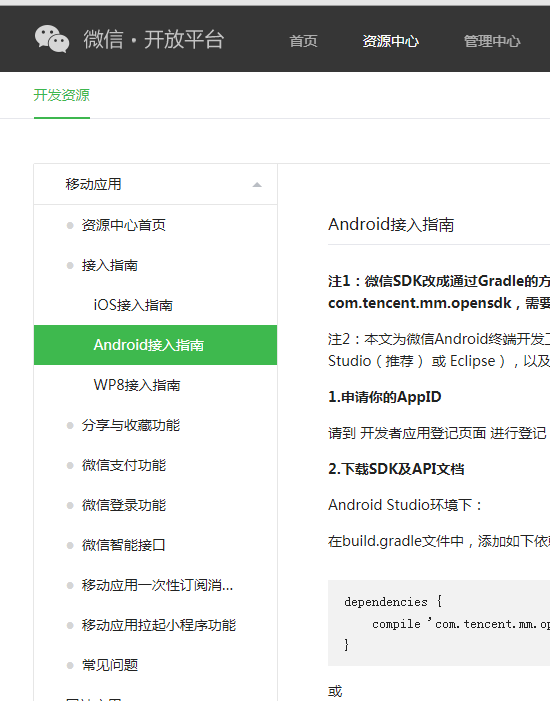 微信·开放平台
首页
资源中心
管理中心
开发资源
移动应用
资源中心首页
接入指南
iOS接入指南
Android接入指南
WP8接入指南
分享与收藏功能
微信支付功能
微信登录功能
微信智能接口
移动应用一次性订阅消...
移动应用拉起小程序功能
常见问题
Android接入指南
注1：微信SDK改成通过Gradle的方
com.tencent.mm.opensdk，需要
注2：本文为微信Android终端开发工
Studio（推荐） 或 Eclipse），以及
1.申请你的AppID
请到 开发者应用登记页面 进行登记
2.下载SDK及API文档
Android Studio环境下：
在build.gradle文件中，添加如下依
dependencies {
compile 'com.tencent.mm.op
}
或